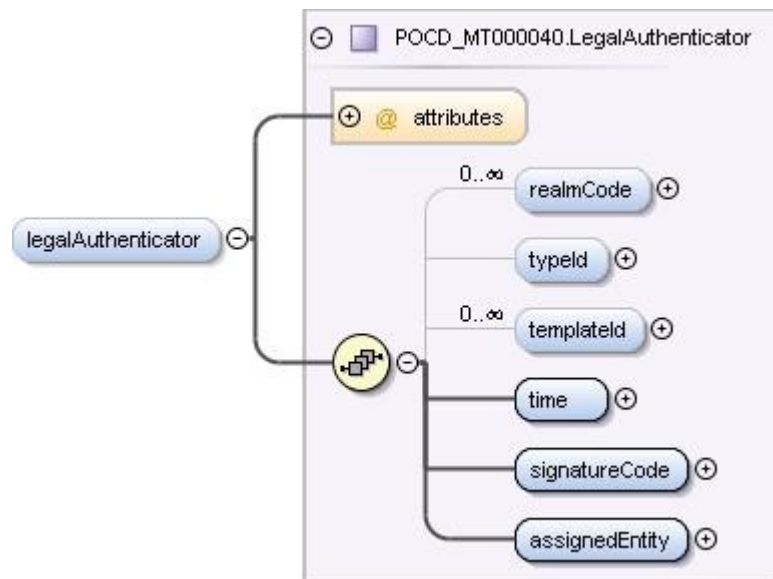 POCD_MT000040.LegalAuthenticator
@ attributes
0..∞
realmCode
legalAuthenticator
typeId
0..∞
templateId
time
signatureCode
assignedEntity